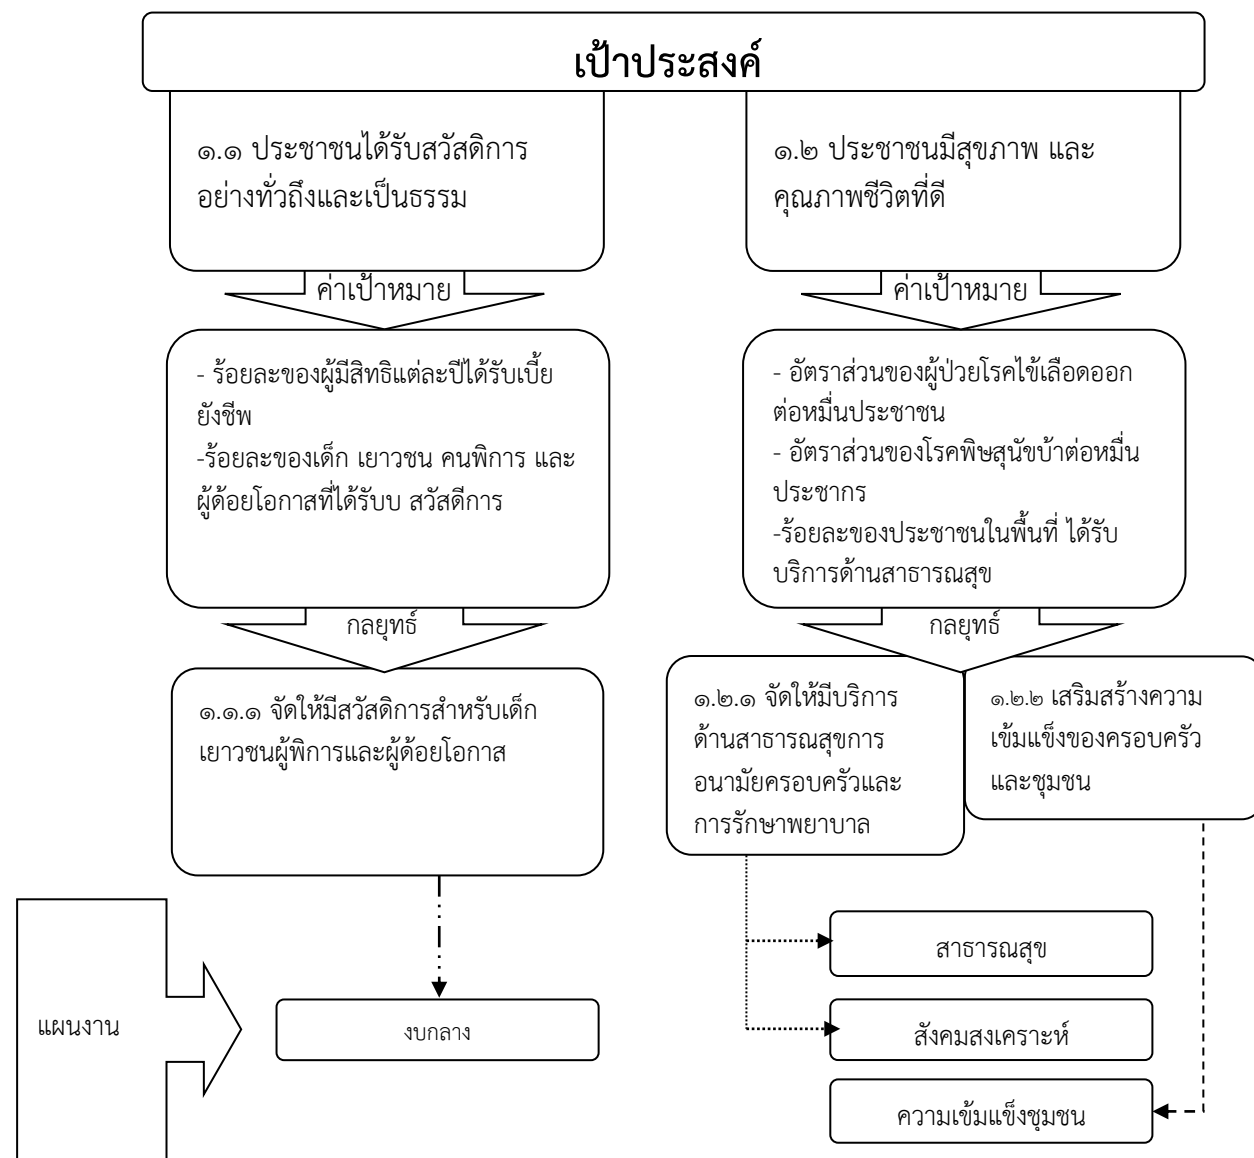 เป้าประสงค์
๑.๑ ประชาชนได้รับสวัสดิการ
อย่างทั่วถึงและเป็นธรรม
๑.๒ ประชาชนมีสุขภาพ และ
คุณภาพชีวิตที่ดี
ค่าเป้าหมาย
ค่าเป้าหมาย
- ร้อยละของผู้มีสิทธิแต่ละปีได้รับเบี้ย
ยังชีพ
-ร้อยละของเด็ก เยาวชน คนพิการ และ
ผู้ด้อยโอกาสที่ได้รับบ สวัสดีการ
- อัตราส่วนของผู้ป่วยโรคไข้เลือดออก
ต่อหมื่นประชาชน
- อัตราส่วนของโรคพิษสุนัขบ้าต่อหมื่น
ประชากร
-ร้อยละของประชาชนในพื้นที่ ได้รับ
บริการด้านสาธารณสุข
กลยุทธ์
กลยุทธ์
๑.๑.๑ จัดให้มีสวัสดิการสำหรับเด็ก
เยาวชนผู้พิการและผู้ด้อยโอกาส
๑.๒.๑ จัดให้มีบริการ
ด้านสาธารณสุขการ
อนามัยครอบครัวและ
การรักษาพยาบาล
๑.๒.๒ เสริมสร้างความ
เข้มแข็งของครอบครัว
และชุมชน
แผนงาน
งบกลาง
สาธารณสุข
สังคมสงเคราะห์
ความเข้มแข็งชุมชน